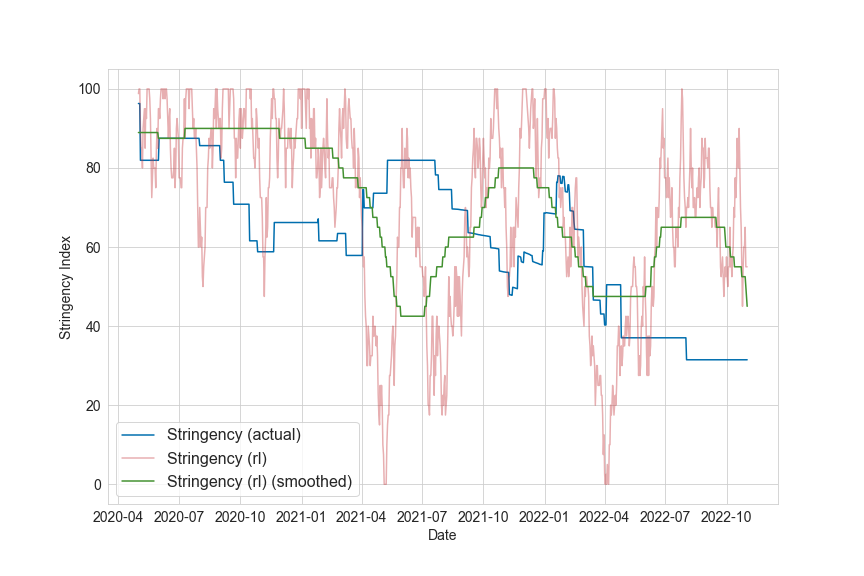 100
80
60
40
20
0
Stringency Index
Stringency (actual)
Stringency (rl)
Stringency (rl) (smoothed)
2020-04 2020-07 2020-10 2021-01 2021-04 2021-07 2021-10 2022-01 2022-04 2022-07 2022-10
Date